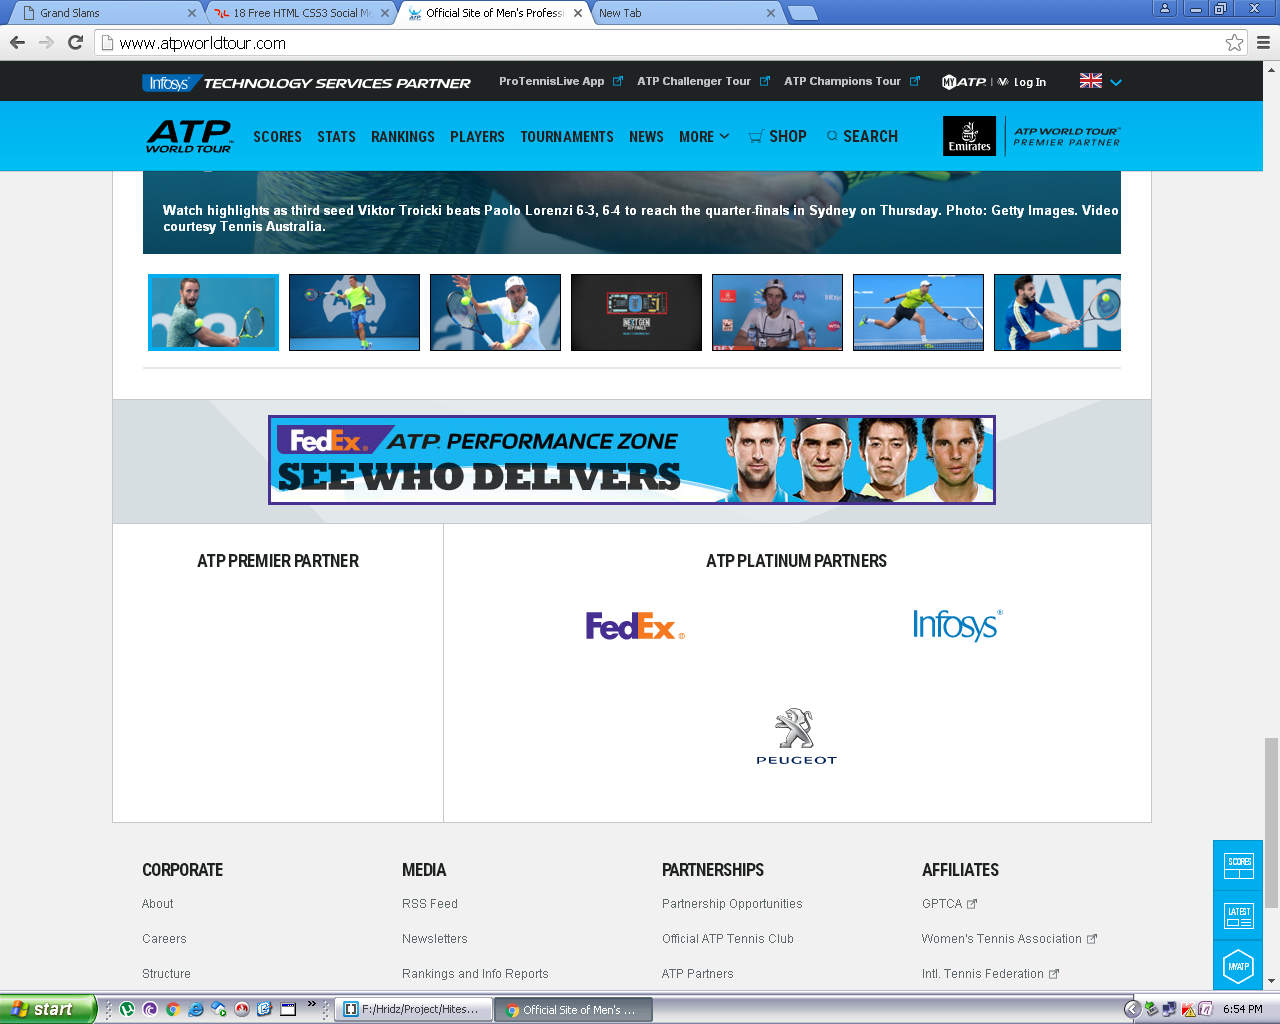 Grand Slams
18 Free HTML CSS3 Social Me
Official Site of Men's Professi
New Tab
www.atpworldtour.com
Infosys TECHNOLOGY SERVICES PARTNER
ProTennisLive App
ATP Challenger Tour
ATP Champions Tour
MY ATP | Log In
ATP WORLD TOUR
SCORES STATS RANKINGS PLAYERS TOURNAMENTS NEWS MORE SHOP SEARCH
Emirates
ATP WORLD TOUR
PREMIER PARTNER
Watch highlights as third seed Viktor Troicki beats Paolo Lorenzi 6-3, 6-4 to reach the quarter-finals in Sydney on Thursday. Photo: Getty Images. Video
courtesy Tennis Australia.
NEXT GEN
FedEx® ATP PERFORMANCE ZONE
SEE WHO DELIVERS
ATP PREMIER PARTNER
ATP PLATINUM PARTNERS
FedEx®
Infosys®
PEUGEOT
CORPORATE MEDIA PARTNERSHIPS AFFILIATES
About RSS Feed Partnership Opportunities GPTCA
Careers Newsletters Official ATP Tennis Club Women's Tennis Association
Structure Rankings and Info Reports ATP Partners Intl. Tennis Federation
SCORES
LATEST
MYATP
start
F:/Hridz/Project/Hites...
Official Site of Men's ...
6:54 PM